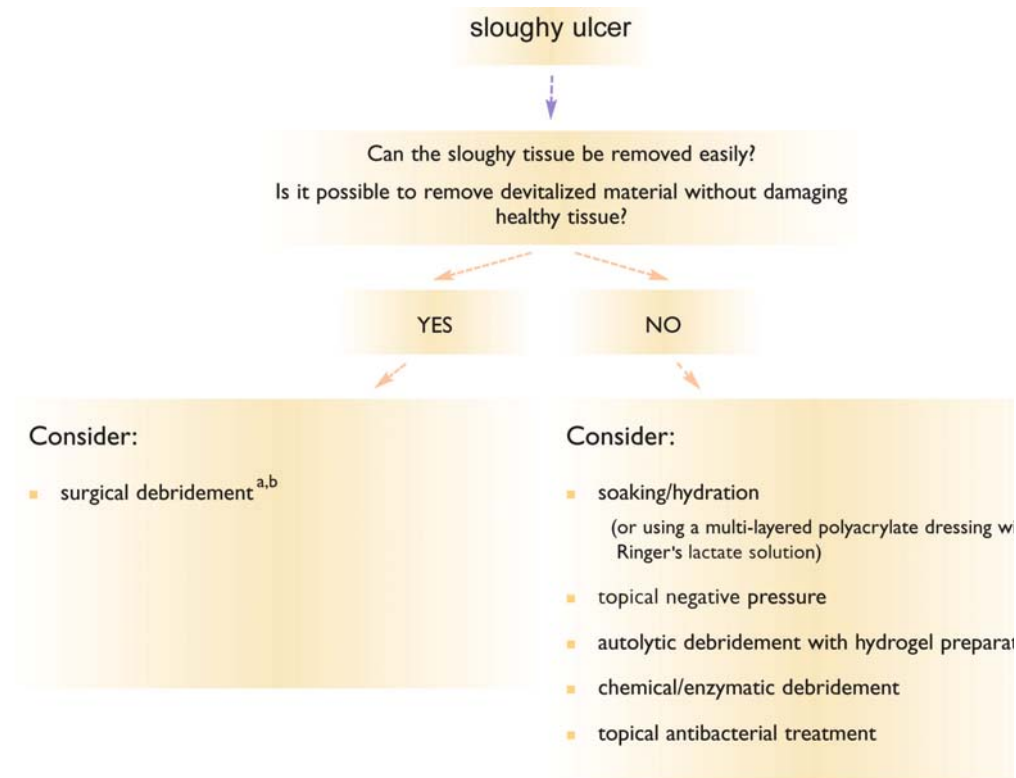 sloughy ulcer
Can the sloughy tissue be removed easily?
Is it possible to remove devitalized material without damaging
healthy tissue?
YES
NO
Consider:
▪ surgical debridement a,b
Consider:
▪ soaking/hydration
(or using a multi-layered polyacrylate dressing wi
Ringer's lactate solution)
▪ topical negative pressure
▪ autolytic debridement with hydrogel preparat
▪ chemical/enzymatic debridement
▪ topical antibacterial treatment